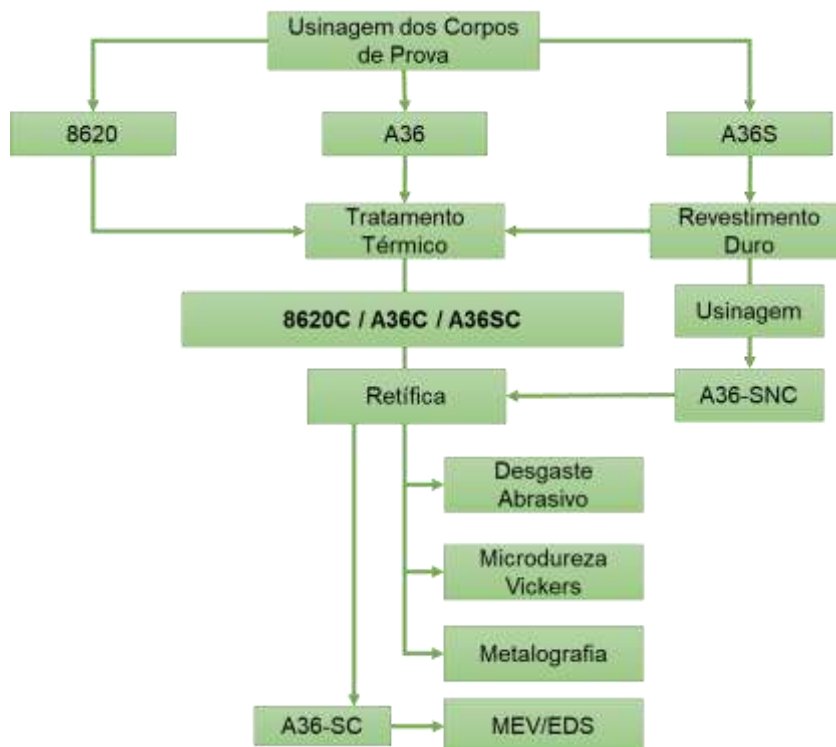 Usinagem dos Corpos
de Prova
8620
A36
A36S
Tratamento
Térmico
Revestimento
Duro
8620C / A36C / A36SC
Usinagem
Retífica
A36-SNC
Desgaste
Abrasivo
Microdureza
Vickers
Metalografia
A36-SC
MEV/EDS